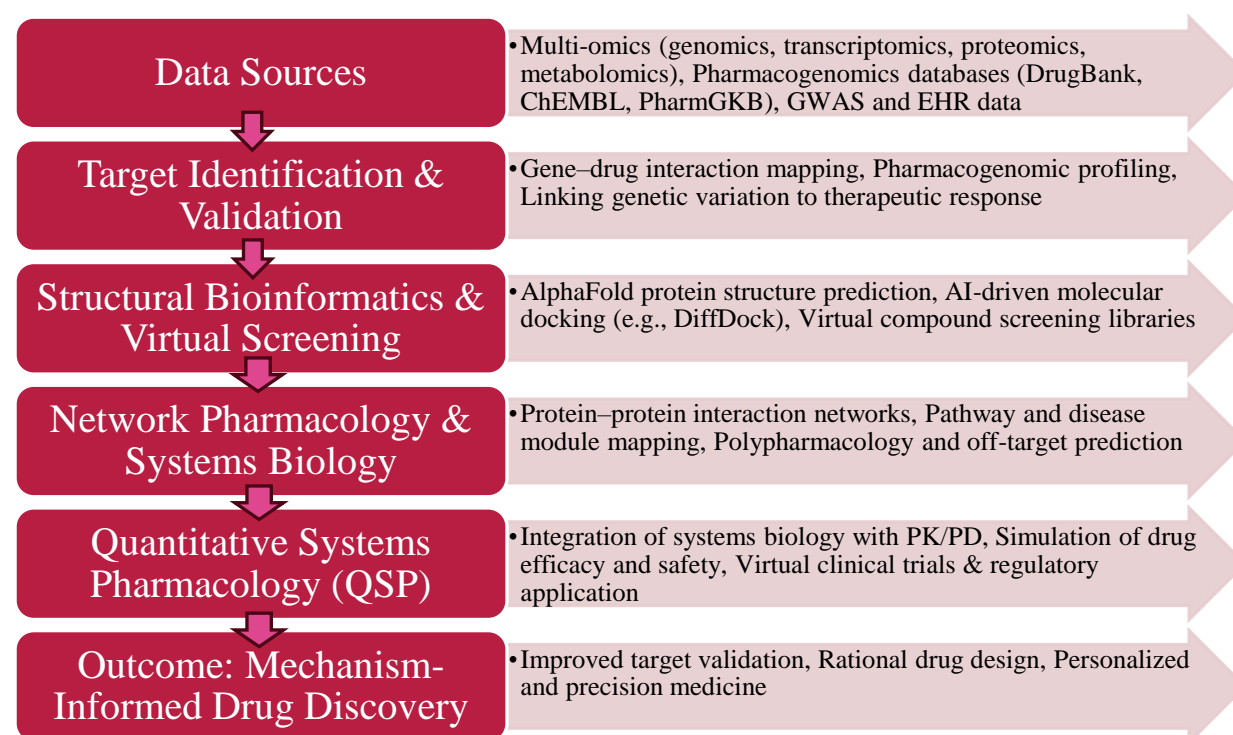 Data Sources
•Multi-omics (genomics, transcriptomics, proteomics,
metabolomics), Pharmacogenomics databases (DrugBank,
ChEMBL, PharmGKB), GWAS and EHR data
Target Identification &
Validation
•Gene–drug interaction mapping, Pharmacogenomic profiling,
Linking genetic variation to therapeutic response
Structural Bioinformatics &
Virtual Screening
•AlphaFold protein structure prediction, AI-driven molecular
docking (e.g., DiffDock), Virtual compound screening libraries
Network Pharmacology &
Systems Biology
•Protein–protein interaction networks, Pathway and disease
module mapping, Polypharmacology and off-target prediction
Quantitative Systems
Pharmacology (QSP)
•Integration of systems biology with PK/PD, Simulation of drug
efficacy and safety, Virtual clinical trials & regulatory
application
Outcome: Mechanism-
Informed Drug Discovery
•Improved target validation, Rational drug design, Personalized
and precision medicine